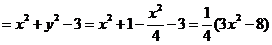 = x² + y² − 3 = x² + 1 − x²/4 − 3 = 1/4(3x² − 8)